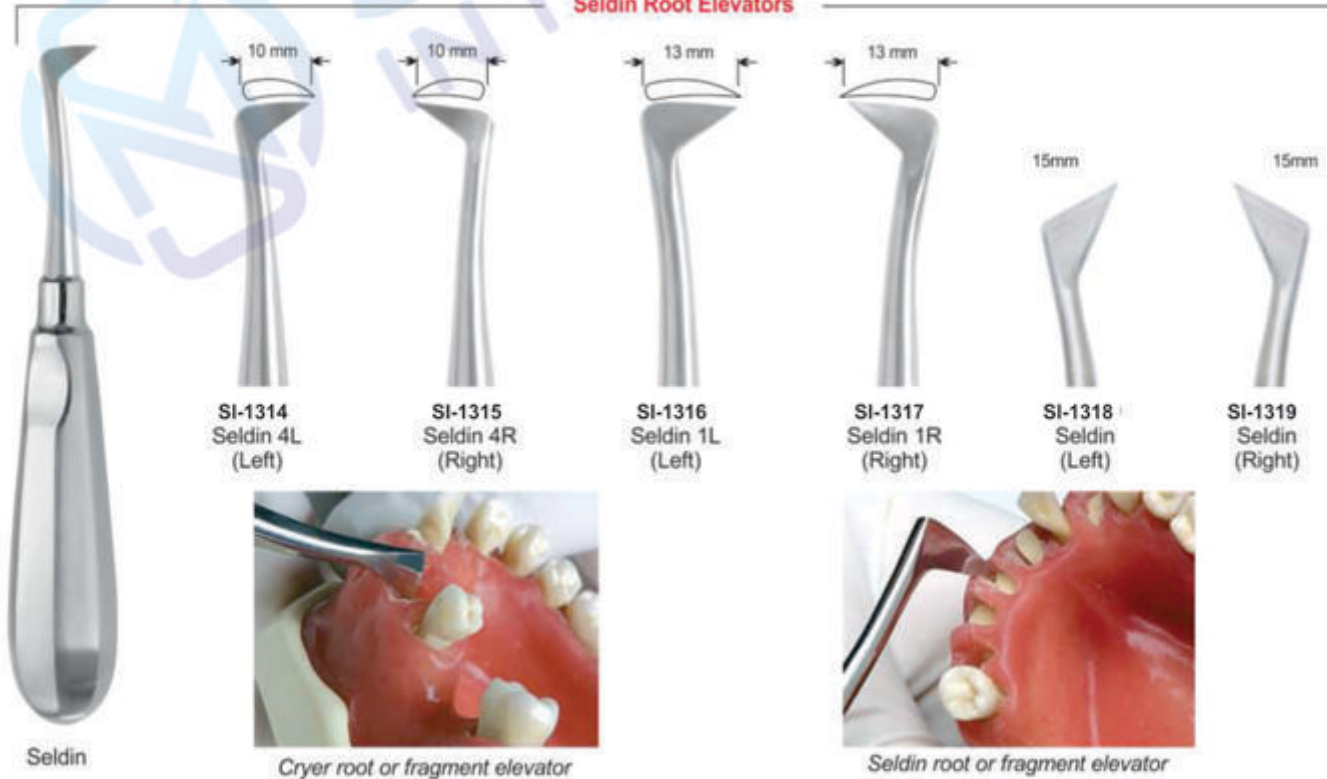 Seldin Root Elevators
10 mm
10 mm
13 mm
13 mm
15mm
15mm
SI-1314
Seldin 4L
(Left)
SI-1315
Seldin 4R
(Right)
SI-1316
Seldin 1L
(Left)
SI-1317
Seldin 1R
(Right)
SI-1318
Seldin
(Left)
SI-1319
Seldin
(Right)
Seldin
Cryer root or fragment elevator
Seldin root or fragment elevator